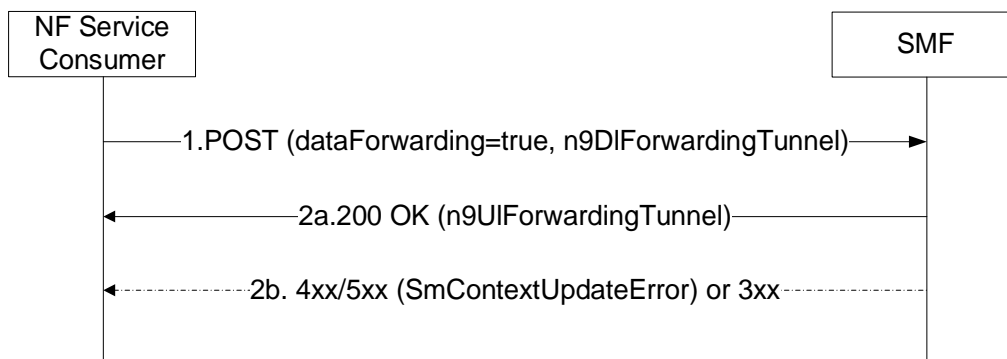 NF Service
Consumer
SMF
1.POST (dataForwarding=true, n9DlForwardingTunnel)
2a.200 OK (n9UlForwardingTunnel)
2b. 4xx/5xx (SmContextUpdateError) or 3xx